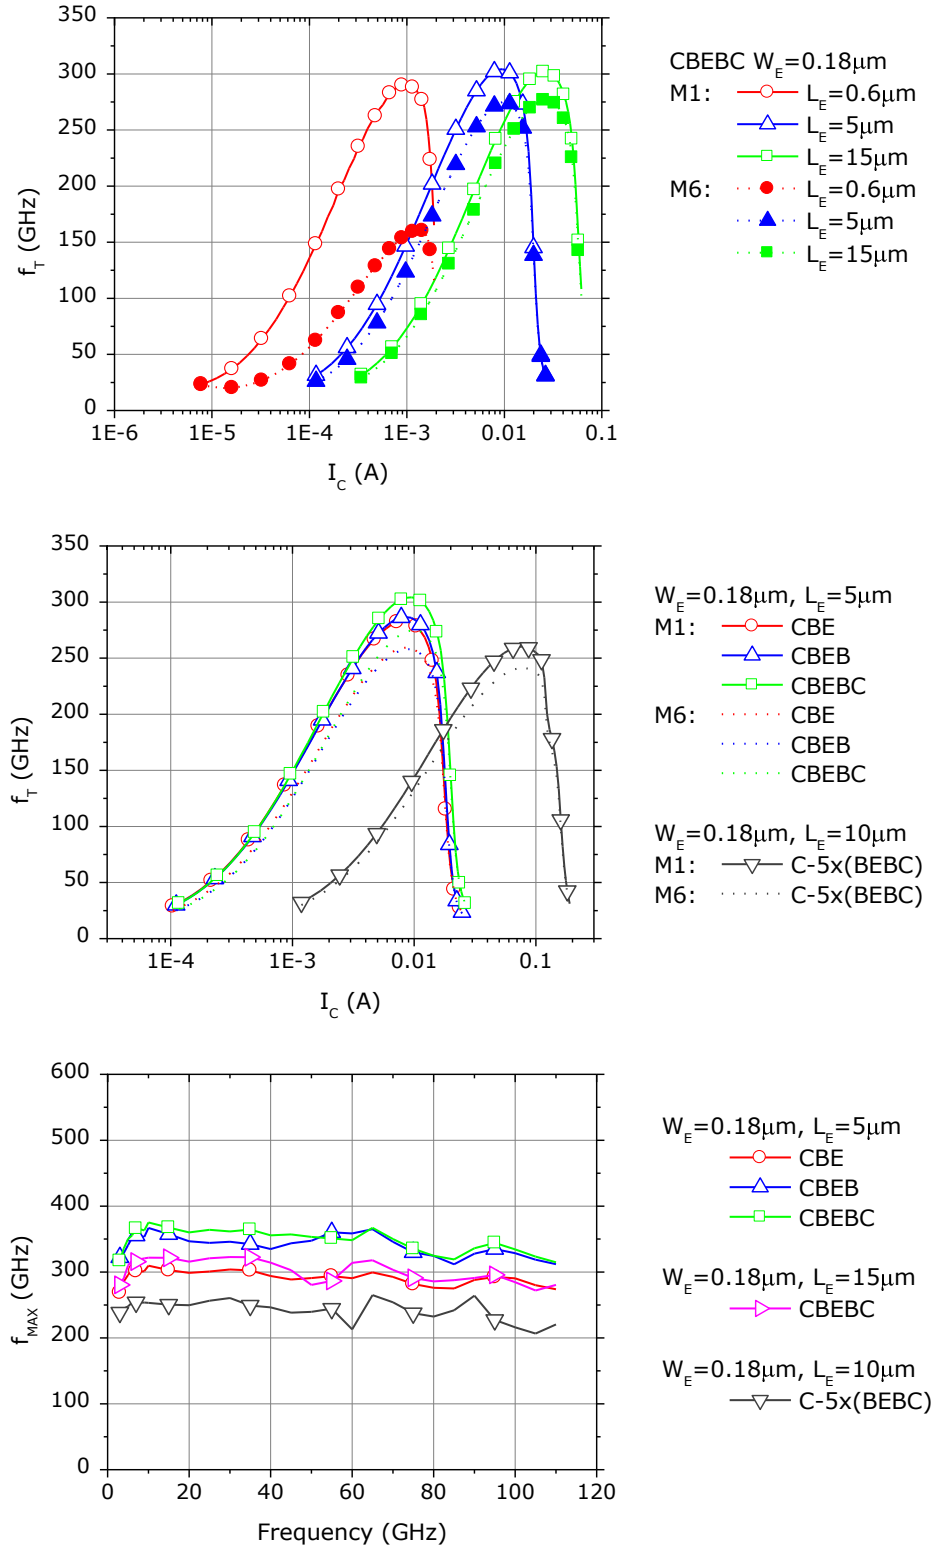 350
300
250
200
150
100
50
0
f_T (GHz)
1E-6 1E-5 1E-4 1E-3 0.01 0.1
I_C (A)
CBEBC W_E=0.18μm
M1: L_E=0.6μm
L_E=5μm
L_E=15μm
M6: L_E=0.6μm
L_E=5μm
L_E=15μm
350
300
250
200
150
100
50
0
f_T (GHz)
1E-4 1E-3 0.01 0.1
I_C (A)
W_E=0.18μm, L_E=5μm
M1: CBE
CBEB
CBEBC
M6: CBE
CBEB
CBEBC
W_E=0.18μm, L_E=10μm
M1: C-5x(BEBC)
M6: C-5x(BEBC)
600
500
400
300
200
100
0
f_MAX (GHz)
0 20 40 60 80 100 120
Frequency (GHz)
W_E=0.18μm, L_E=5μm
CBE
CBEB
CBEBC
W_E=0.18μm, L_E=15μm
CBEBC
W_E=0.18μm, L_E=10μm
C-5x(BEBC)